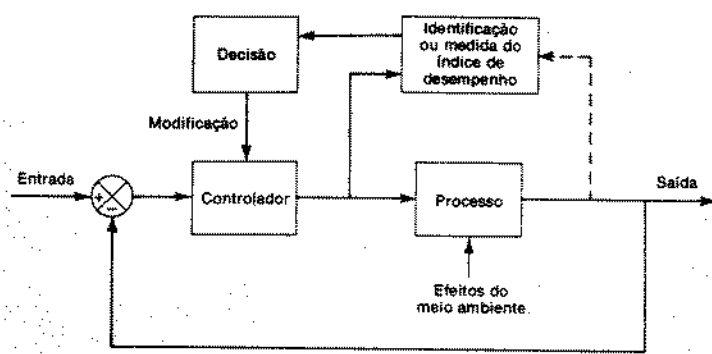 Identificação
ou medida do
índice de
desempenho
Decisão
Modificação
Entrada
+
−
Controlador
Processo
Saída
Efeitos do
meio ambiente